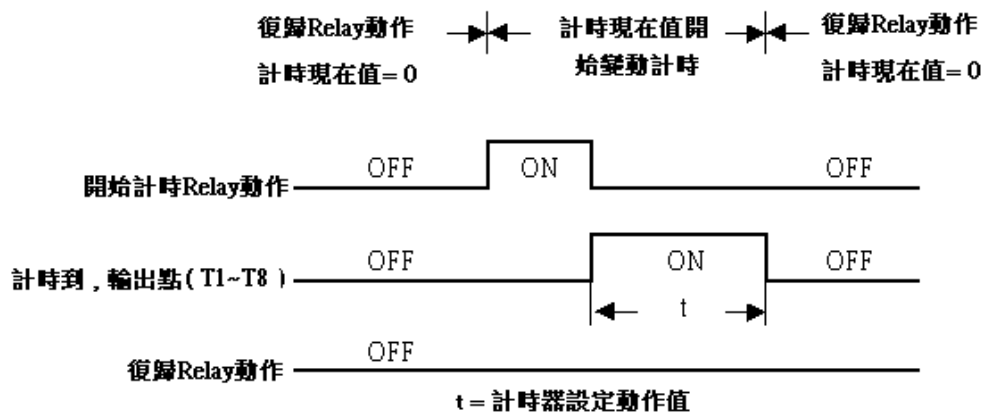 復歸Relay動作
計時現在值= 0
計時現在值開
始變動計時
復歸Relay動作
計時現在值= 0
開始計時Relay動作
OFF
ON
OFF
計時到 , 輸出點( T1~T8 )
OFF
ON
OFF
t
復歸Relay動作
OFF
t = 計時器設定動作值